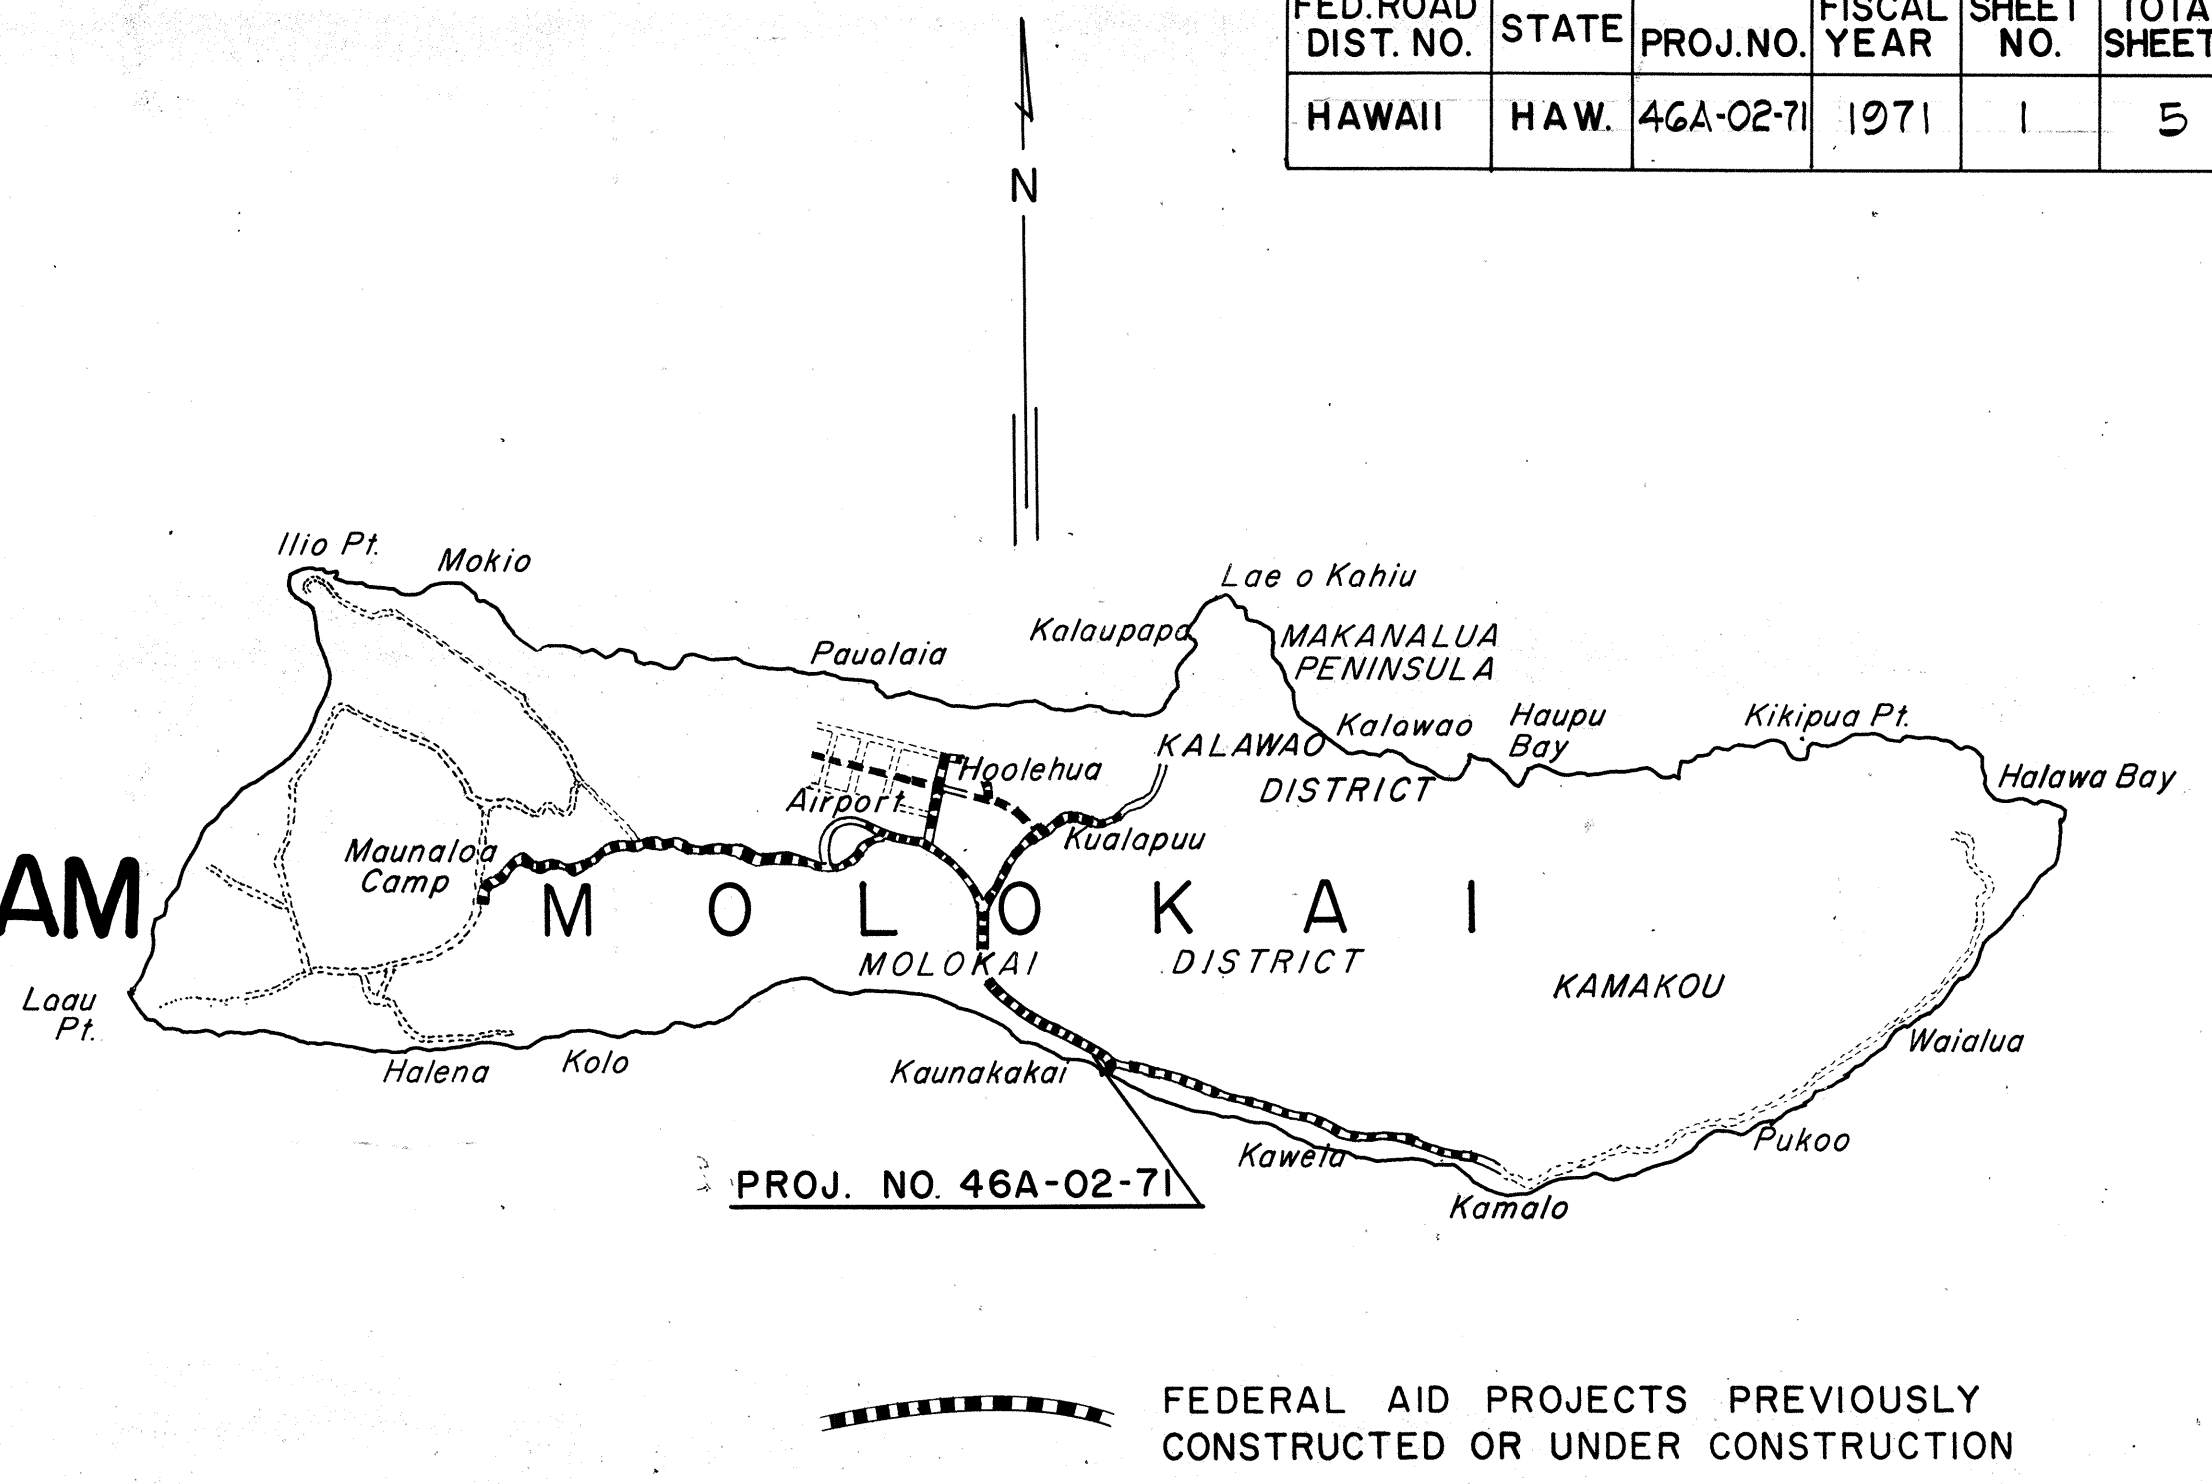 FED. ROAD DIST. NO. STATE PROJ. NO. FISCAL YEAR SHEET NO.
HAWAII HAW. 46A-02-71 1971 1 5
N
Ilio Pt.
Mokio
Lae o Kahiu
Kalaupapa
MAKANALUA
PENINSULA
Paualaia
Kalawao
Haupu
Bay
Kikipua Pt.
KALAWAO
DISTRICT
Hoolehua
Halawa Bay
Airport
Kualapuu
Maunaloa
Camp
AM
MOLOKAI
MOLOKAI DISTRICT
KAMAKOU
Laau
Pt.
Waialua
Halena
Kolo
Kaunakakai
Pukoo
Kawela
Kamalo
PROJ. NO. 46A-02-71
FEDERAL AID PROJECTS PREVIOUSLY
CONSTRUCTED OR UNDER CONSTRUCTION